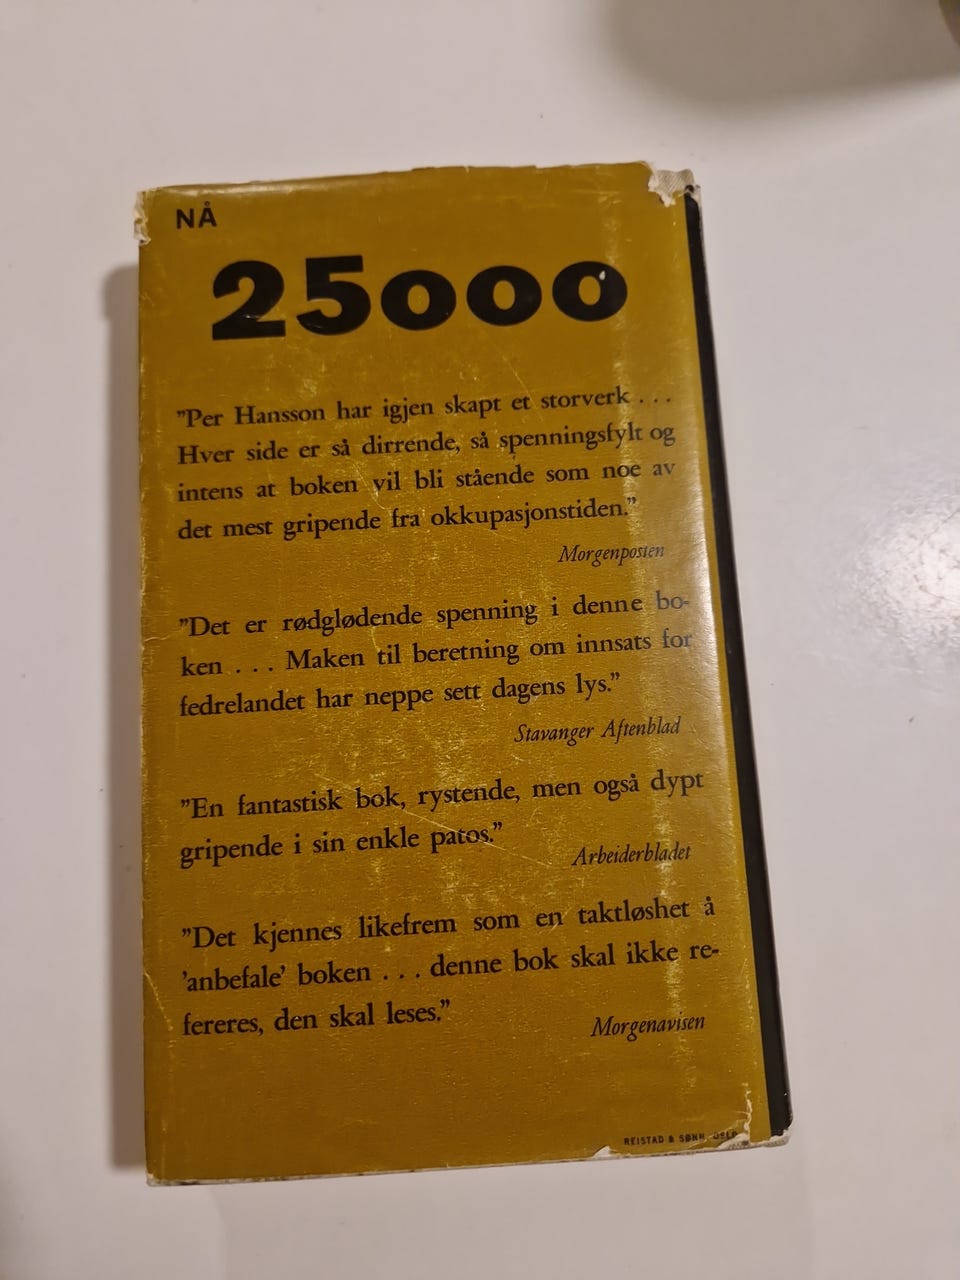 NÅ
25000
”Per Hansson har igjen skapt et storverk . . .
Hver side er så dirrende, så spenningsfylt og
intens at boken vil bli stående som noe av
det mest gripende fra okkupasjonstiden.”
Morgenposten
”Det er rødglødende spenning i denne bo-
ken . . . Maken til beretning om innsats for
fedrelandet har neppe sett dagens lys.”
Stavanger Aftenblad
”En fantastisk bok, rystende, men også dypt
gripende i sin enkle patos.”
Arbeiderbladet
”Det kjennes likefrem som en taktløshet å
’anbefale’ boken . . . denne bok skal ikke re-
fereres, den skal leses.”
Morgenavisen
REISTAD & SØNN, OSLO